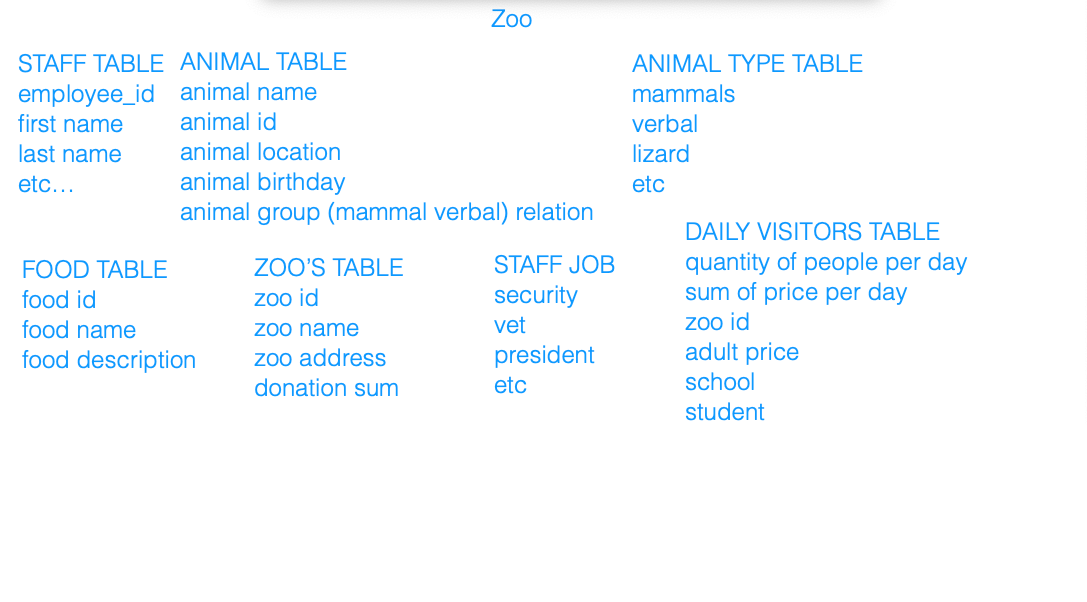 Zoo
STAFF TABLE
employee_id
first name
last name
etc…
ANIMAL TABLE
animal name
animal id
animal location
animal birthday
animal group (mammal verbal) relation
ANIMAL TYPE TABLE
mammals
verbal
lizard
etc
FOOD TABLE
food id
food name
food description
ZOO’S TABLE
zoo id
zoo name
zoo address
donation sum
STAFF JOB
security
vet
president
etc
DAILY VISITORS TABLE
quantity of people per day
sum of price per day
zoo id
adult price
school
student